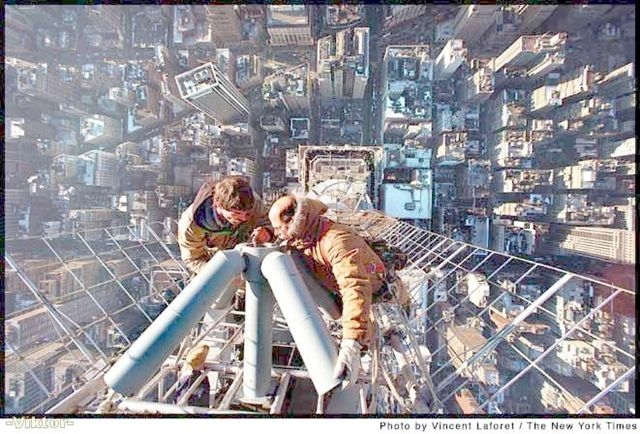 -Viktor-
Photo by Vincent Laforet / The New York Times